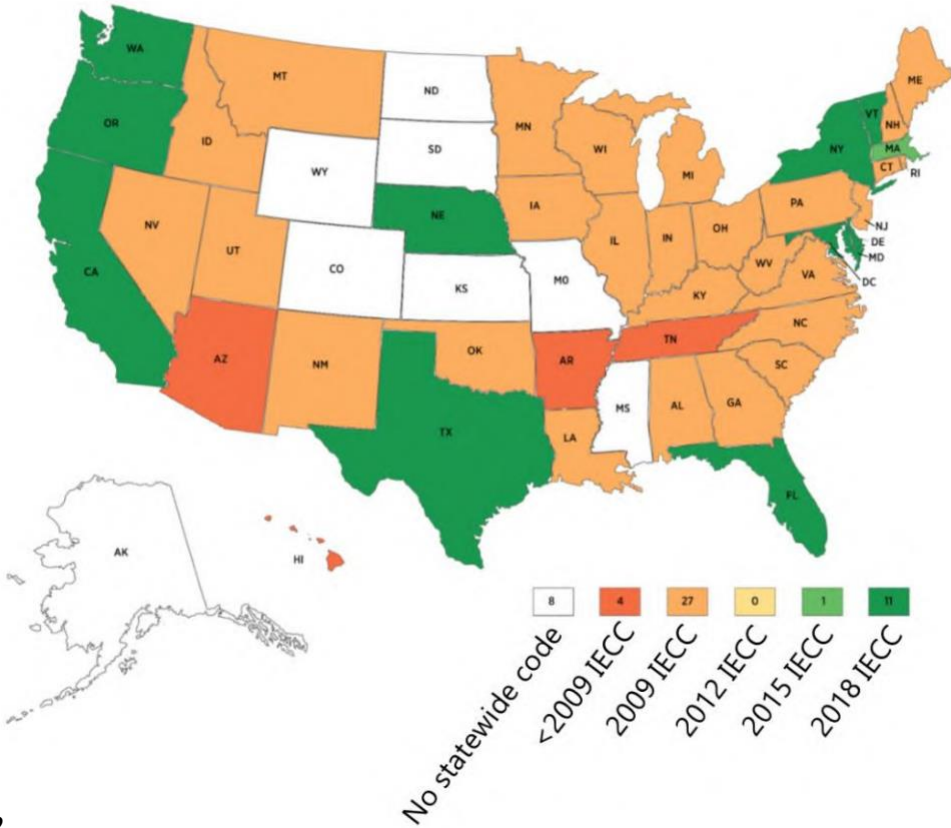 WA
MT
ND
ME
OR
MN
VT
NH
ID
SD
WI
NY
MA
WY
MI
CT
RI
NE
IA
PA
NV
UT
IL
IN
OH
NJ
CO
DE
CA
KS
MO
WV
VA
MD
KY
DC
NC
AZ
NM
OK
AR
TN
SC
MS
AL
GA
TX
LA
FL
AK
HI
8 4 27 0 1 11
No statewide code
<2009 IECC
2009 IECC
2012 IECC
2015 IECC
2018 IECC